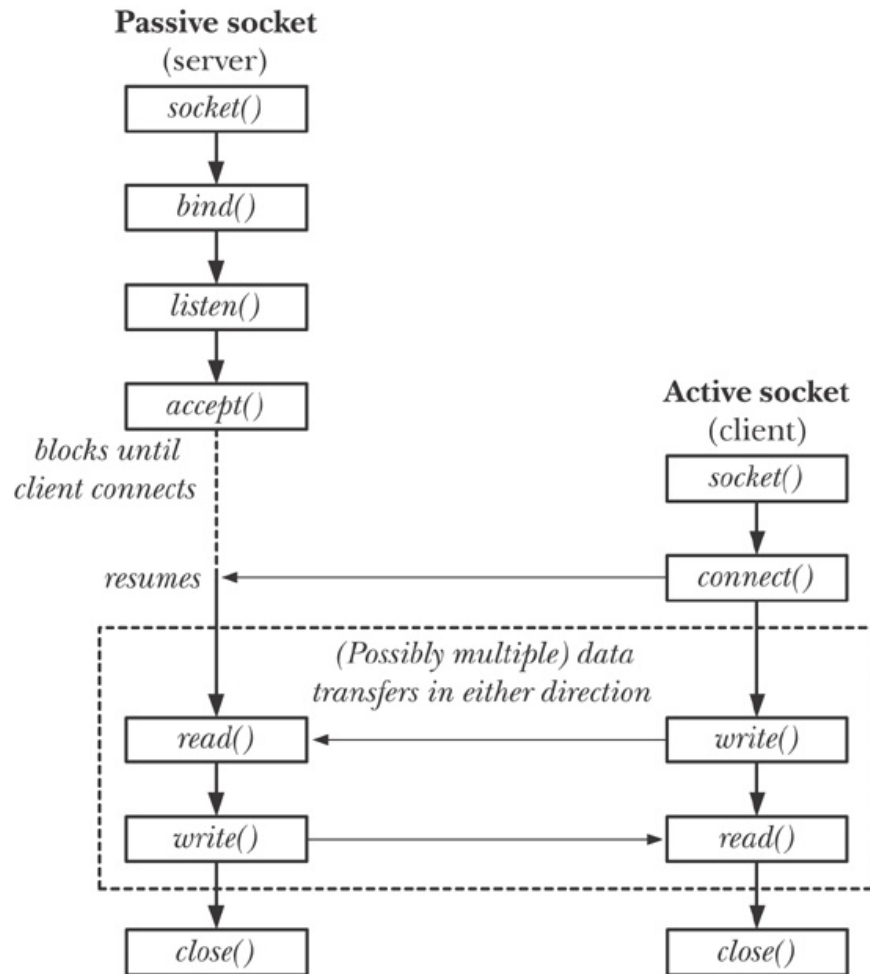 Passive socket
(server)
socket()
bind()
listen()
accept()
blocks until
client connects
resumes
Active socket
(client)
socket()
connect()
(Possibly multiple) data
transfers in either direction
read()
write()
write()
read()
close()
close()